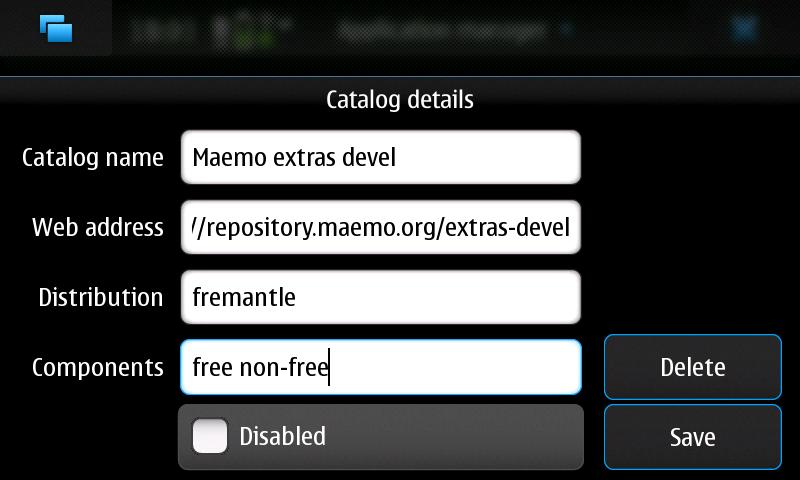 Catalog details
Catalog name Maemo extras devel
Web address //repository.maemo.org/extras-devel
Distribution fremantle
Components free non-free
Delete
Disabled
Save